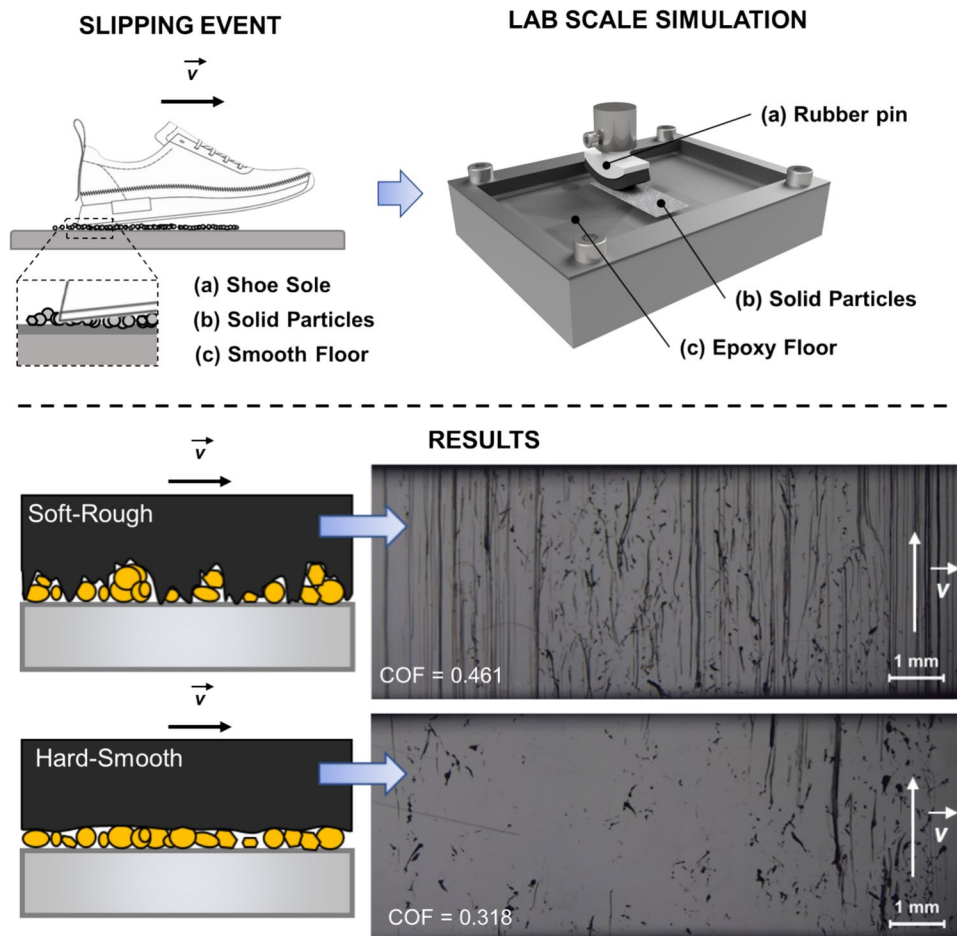 SLIPPING EVENT
v
(a) Shoe Sole
(b) Solid Particles
(c) Smooth Floor
LAB SCALE SIMULATION
(a) Rubber pin
(b) Solid Particles
(c) Epoxy Floor
RESULTS
v
Soft-Rough
COF = 0.461
v
1 mm
v
Hard-Smooth
COF = 0.318
v
1 mm